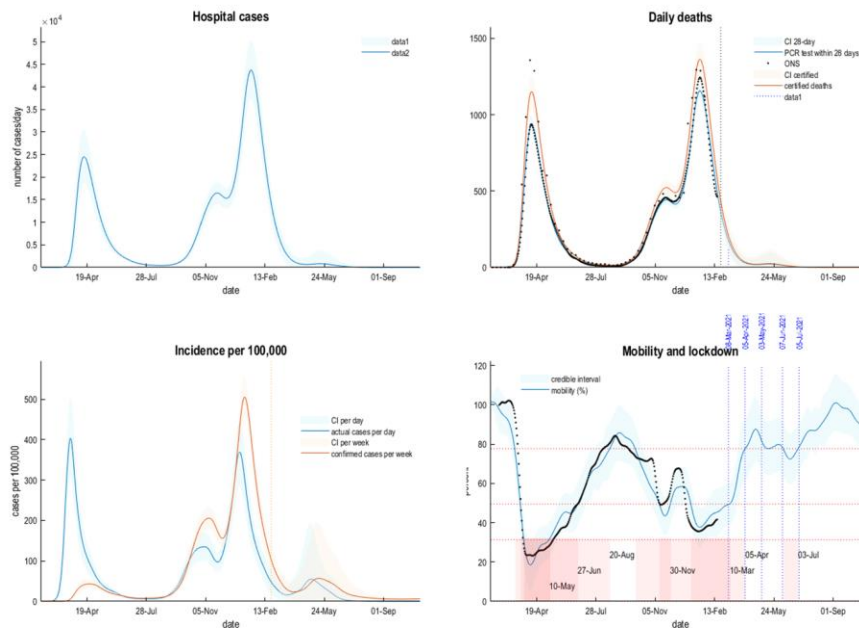 Hospital cases
× 10⁴
5
4.5
4
3.5
3
2.5
2
1.5
1
0.5
0
number of cases/day
data1
data2
19-Apr 28-Jul 05-Nov 13-Feb 24-May 01-Sep
date
Daily deaths
1500
1000
500
0
CI 28-day
PCR test within 28 days
ONS
CI certified
certified deaths
data1
19-Apr 28-Jul 05-Nov 13-Feb 24-May 01-Sep
date
Incidence per 100,000
500
400
300
200
100
0
cases per 100,000
CI per day
actual cases per day
CI per week
confirmed cases per week
19-Apr 28-Jul 05-Nov 13-Feb 24-May 01-Sep
date
05-Apr-2021
03-May-2021
Mobility and lockdown
120
100
80
60
40
20
0
credible interval
mobility (%)
20-Aug 05-Apr 03-Jul
27-Jun 30-Nov 10-Mar
10-May
19-Apr 28-Jul 05-Nov 13-Feb 24-May 01-Sep
date